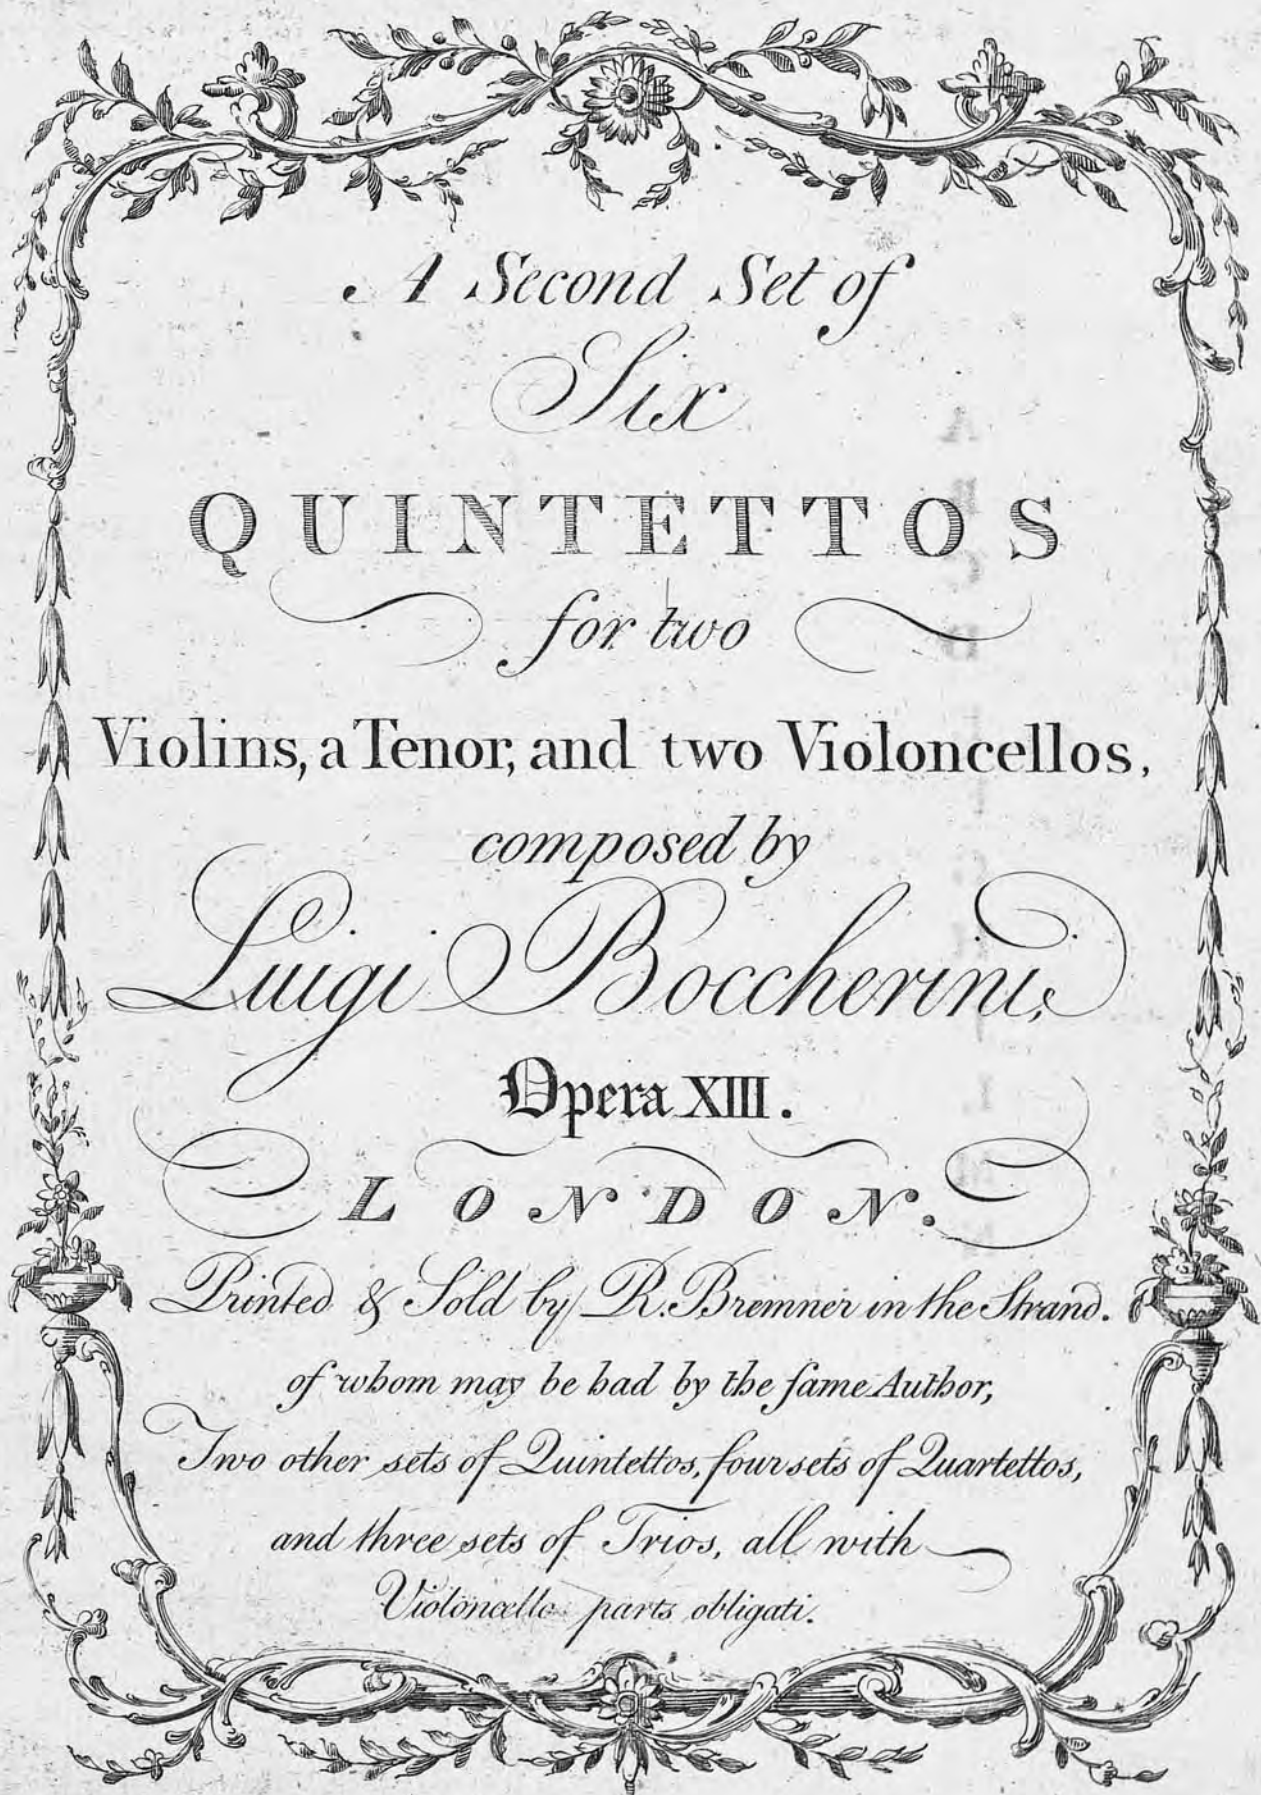 A Second Set of
Six
QUINTETTOS
for two
Violins, a Tenor, and two Violoncellos,
composed by
Luigi Boccherini,
Opera XIII.
LONDON.
Printed & Sold by R. Bremner in the Strand.
of whom may be had by the ſame Author,
Two other sets of Quintettos, four sets of Quartettos,
and three sets of Trios, all with
Violoncello parts obligati.